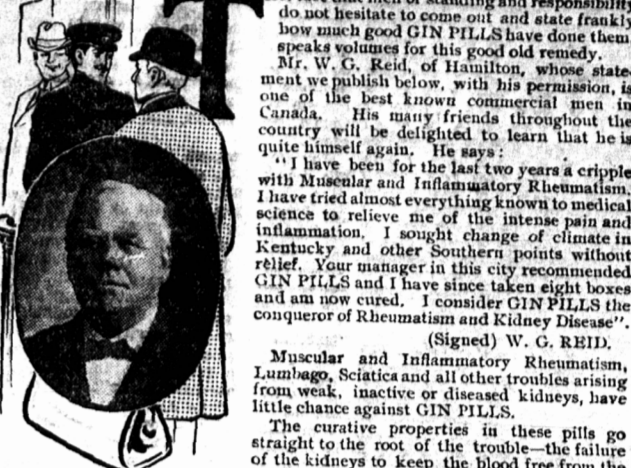 that men of standing and responsibility
do not hesitate to come out and state frankly
how much good GIN PILLS have done them
speaks volumes for this good old remedy.
Mr. W. G. Reid, of Hamilton, whose state-
ment we publish below, with his permission, is
one of the best known commercial men in
Canada. His many friends throughout the
country will be delighted to learn that he is
quite himself again. He says:
"I have been for the last two years a cripple
with Muscular and Inflammatory Rheumatism.
I have tried almost everything known to medical
science to relieve me of the intense pain and
inflammation. I sought change of climate in
Kentucky and other Southern points without
relief. Your manager in this city recommended
GIN PILLS and I have since taken eight boxes
and am now cured. I consider GIN PILLS the
conqueror of Rheumatism and Kidney Disease".
(Signed) W. G. REID.
Muscular and Inflammatory Rheumatism,
Lumbago, Sciatica and all other troubles arising
from weak, inactive or diseased kidneys, have
little chance against GIN PILLS.
The curative properties in these pills go
straight to the root of the trouble—the failure
of the kidneys to keep the blood free from the